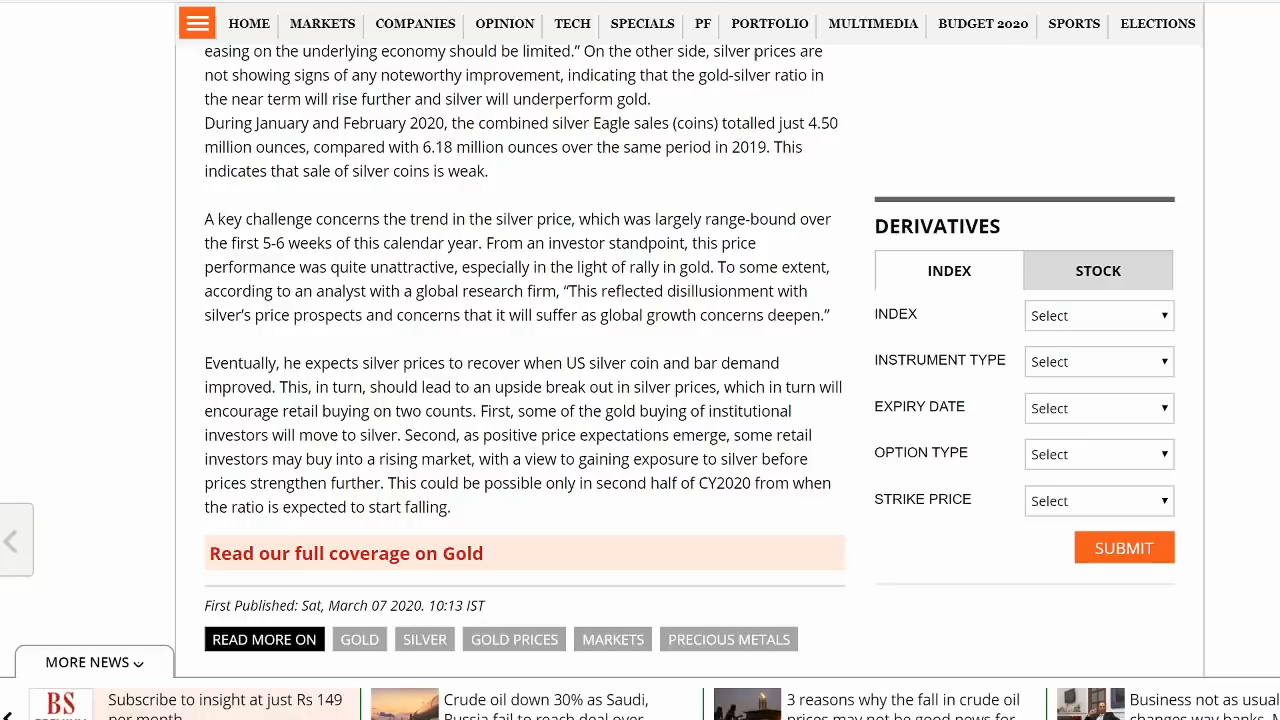 HOME MARKETS COMPANIES OPINION TECH SPECIALS PF PORTFOLIO MULTIMEDIA BUDGET 2020 SPORTS ELECTIONS
easing on the underlying economy should be limited.” On the other side, silver prices are
not showing signs of any noteworthy improvement, indicating that the gold-silver ratio in
the near term will rise further and silver will underperform gold.
During January and February 2020, the combined silver Eagle sales (coins) totalled just 4.50
million ounces, compared with 6.18 million ounces over the same period in 2019. This
indicates that sale of silver coins is weak.
A key challenge concerns the trend in the silver price, which was largely range-bound over
the first 5-6 weeks of this calendar year. From an investor standpoint, this price
performance was quite unattractive, especially in the light of rally in gold. To some extent,
according to an analyst with a global research firm, “This reflected disillusionment with
silver’s price prospects and concerns that it will suffer as global growth concerns deepen.”
Eventually, he expects silver prices to recover when US silver coin and bar demand
improved. This, in turn, should lead to an upside break out in silver prices, which in turn will
encourage retail buying on two counts. First, some of the gold buying of institutional
investors will move to silver. Second, as positive price expectations emerge, some retail
investors may buy into a rising market, with a view to gaining exposure to silver before
prices strengthen further. This could be possible only in second half of CY2020 from when
the ratio is expected to start falling.
Read our full coverage on Gold
First Published: Sat, March 07 2020. 10:13 IST
READ MORE ON GOLD SILVER GOLD PRICES MARKETS PRECIOUS METALS
DERIVATIVES
INDEX STOCK
INDEX Select
INSTRUMENT TYPE Select
EXPIRY DATE Select
OPTION TYPE Select
STRIKE PRICE Select
SUBMIT
MORE NEWS
BS
Subscribe to insight at just Rs 149
per month
Crude oil down 30% as Saudi,
Russia fail to reach deal over
3 reasons why the fall in crude oil
prices may not be good news for
Business not as usual